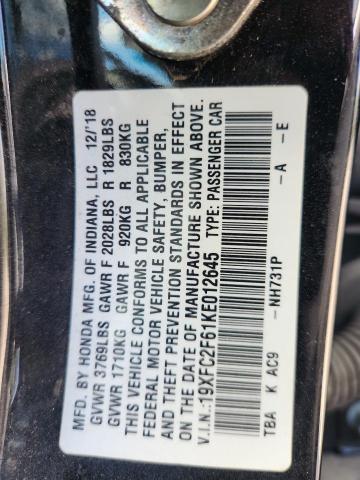 MFD. BY HONDA MFG. OF INDIANA, LLC 12/'18
GVWR 3769LBS GAWR F 2028LBS R 1829LBS
GVWR 1710KG GAWR F 920KG R 830KG
THIS VEHICLE CONFORMS TO ALL APPLICABLE
FEDERAL MOTOR VEHICLE SAFETY, BUMPER,
AND THEFT PREVENTION STANDARDS IN EFFECT
ON THE DATE OF MANUFACTURE SHOWN ABOVE.
V.I.N.:19XFC2F61KE012645 TYPE: PASSENGER CAR
-NH731P -A -E
TBA K AC9